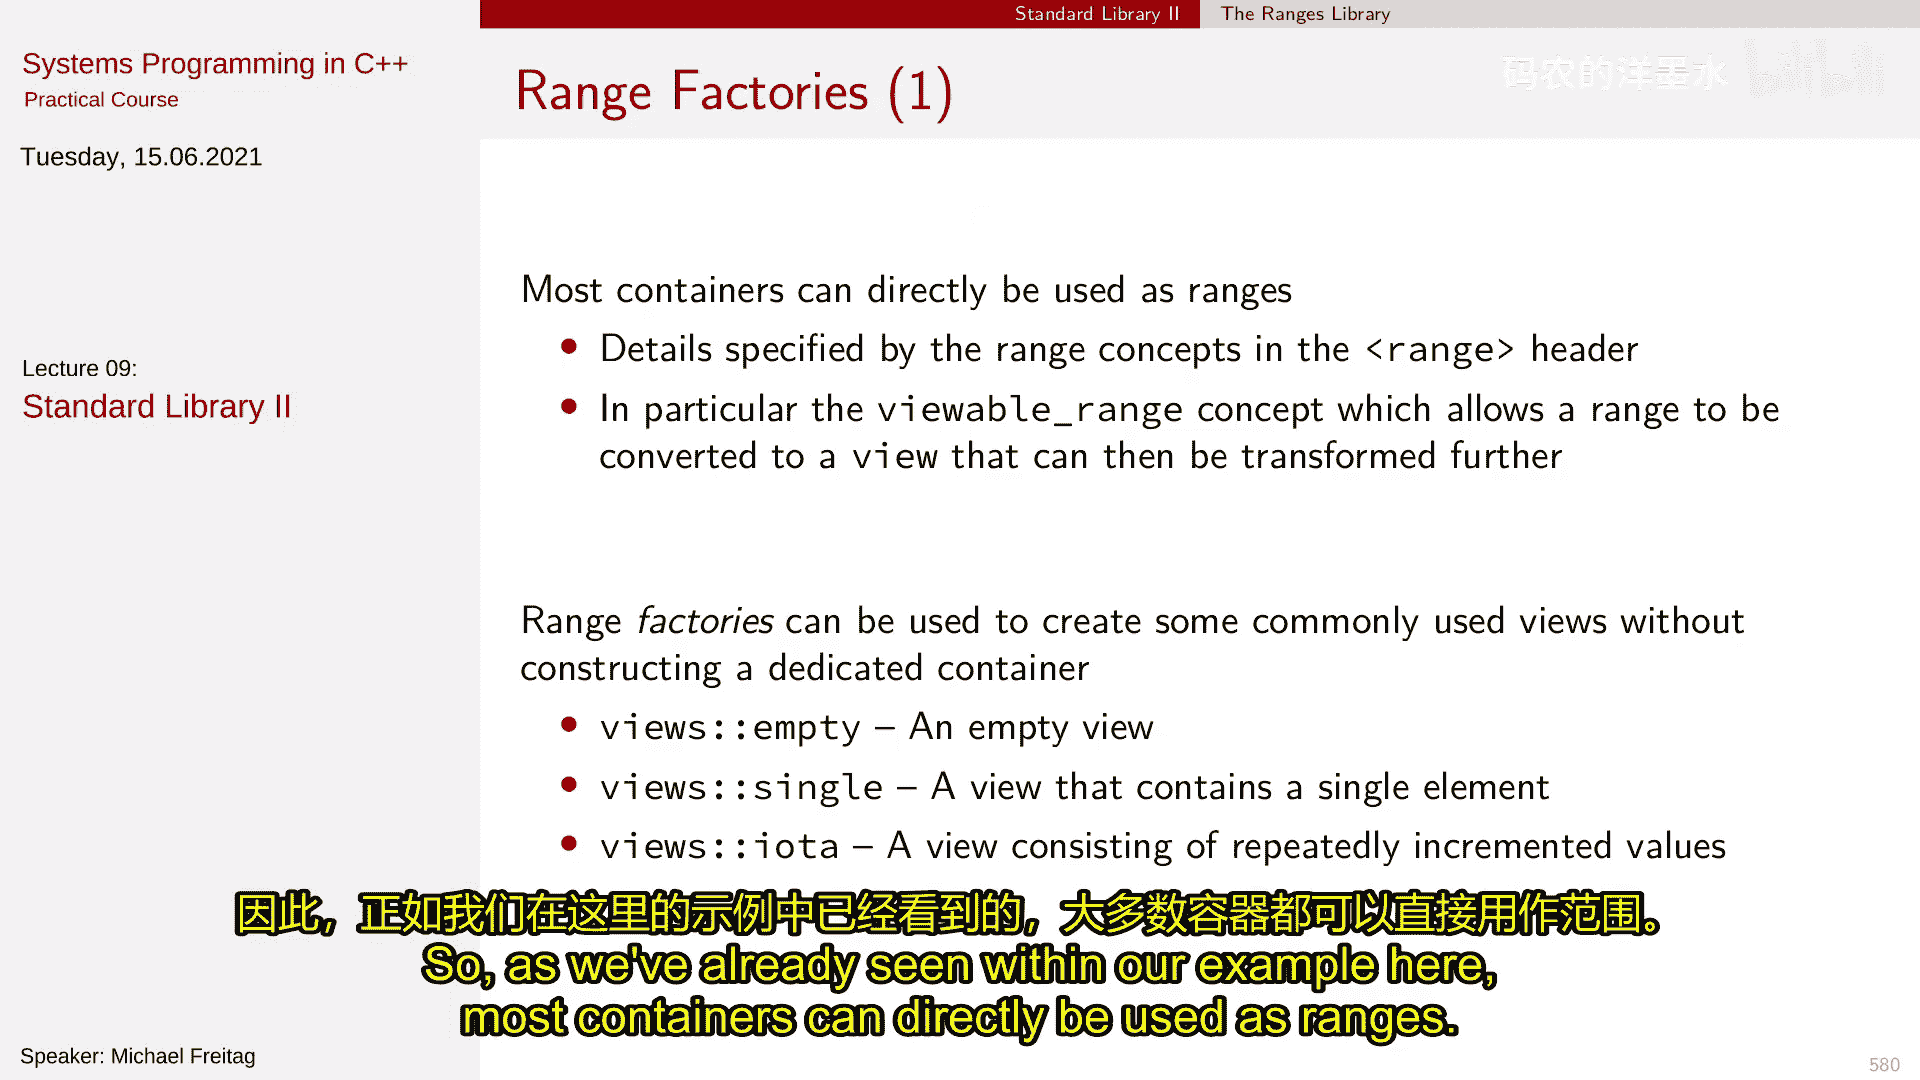 Standard Library II
The Ranges Library
Systems Programming in C++
Practical Course
Tuesday, 15.06.2021
Lecture 09:
Standard Library II
Speaker: Michael Freitag
Range Factories (1)
码农的洋墨水
bilibili
Most containers can directly be used as ranges
• Details specified by the range concepts in the <range> header
• In particular the viewable_range concept which allows a range to be
converted to a view that can then be transformed further
Range factories can be used to create some commonly used views without
constructing a dedicated container
• views::empty – An empty view
• views::single – A view that contains a single element
• views::iota – A view consisting of repeatedly incremented values
因此，正如我们在这里的示例中已经看到的，大多数容器都可以直接用作范围。
So, as we've already seen within our example here,
most containers can directly be used as ranges.
580